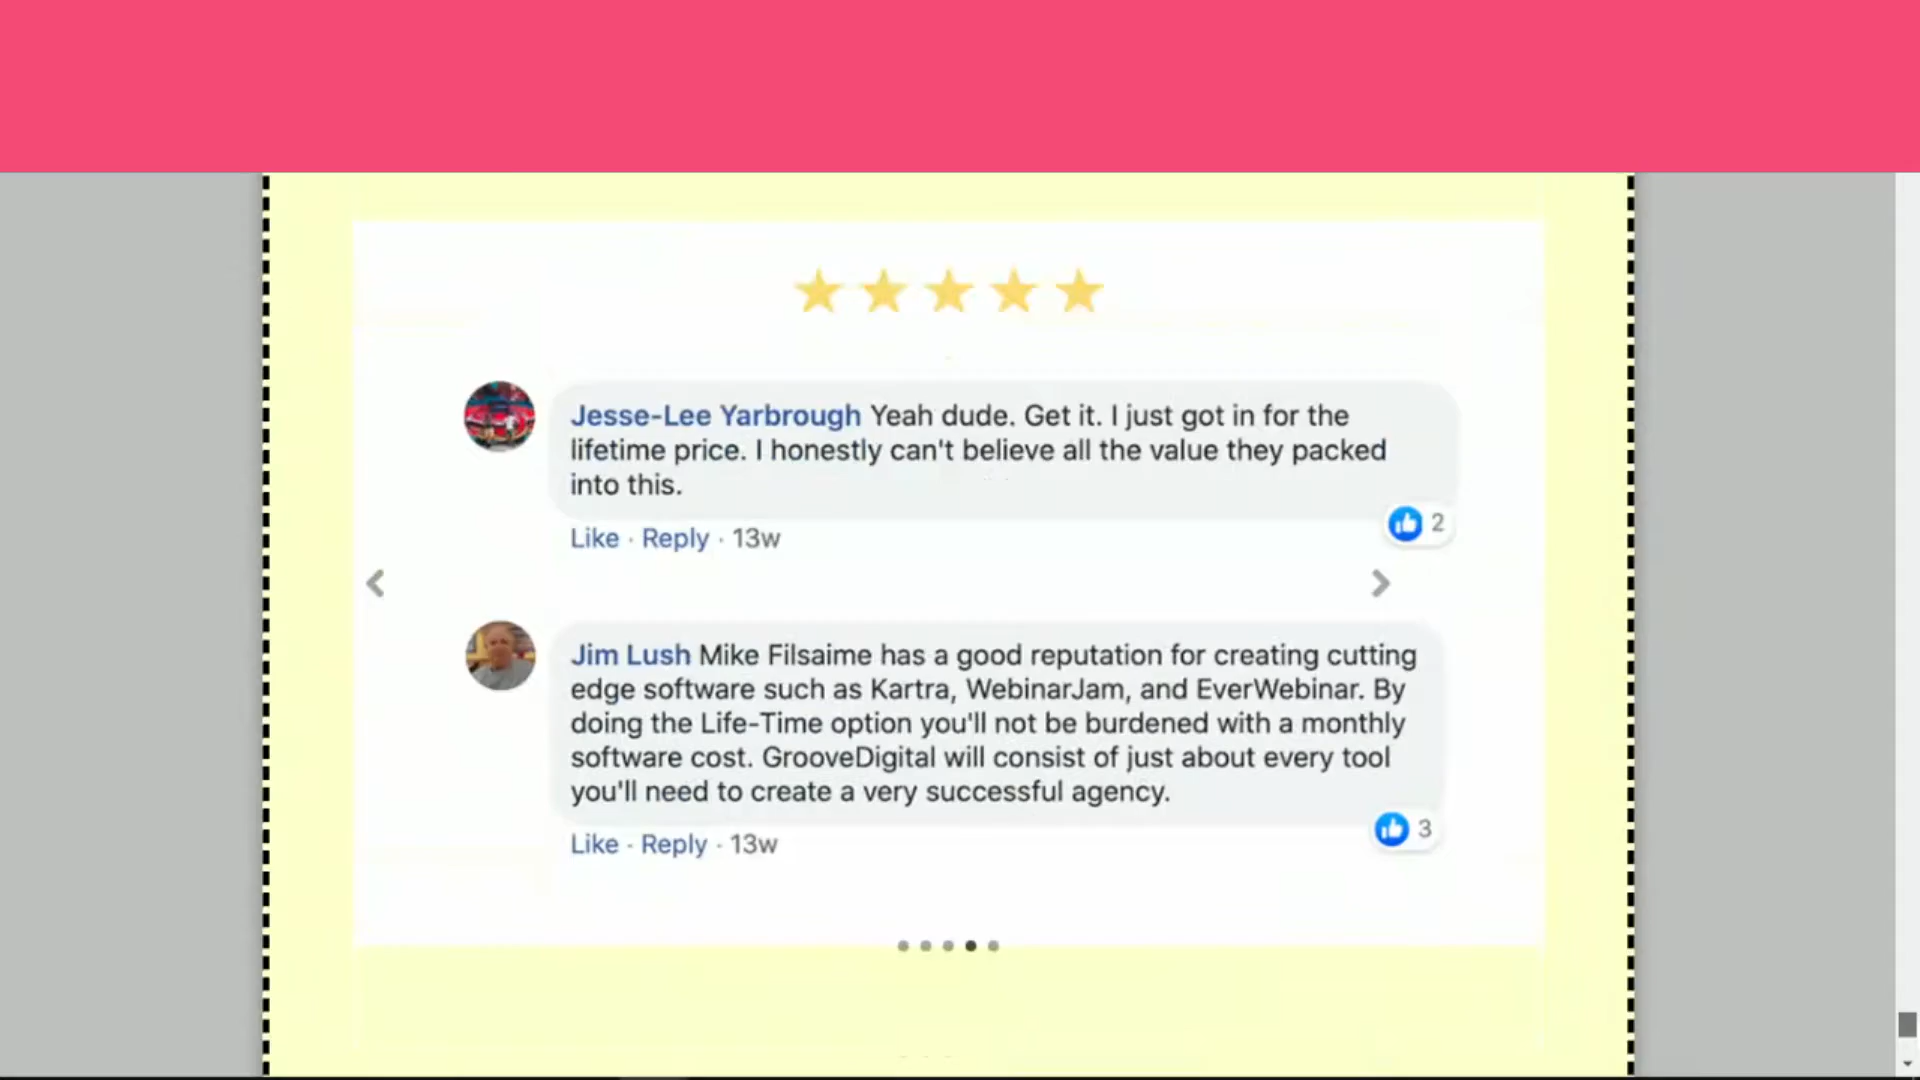 Jesse-Lee Yarbrough Yeah dude. Get it. I just got in for the
lifetime price. I honestly can't believe all the value they packed
into this.
Like · Reply · 13w
2
Jim Lush Mike Filsaime has a good reputation for creating cutting
edge software such as Kartra, WebinarJam, and EverWebinar. By
doing the Life-Time option you'll not be burdened with a monthly
software cost. GrooveDigital will consist of just about every tool
you'll need to create a very successful agency.
Like · Reply · 13w
3